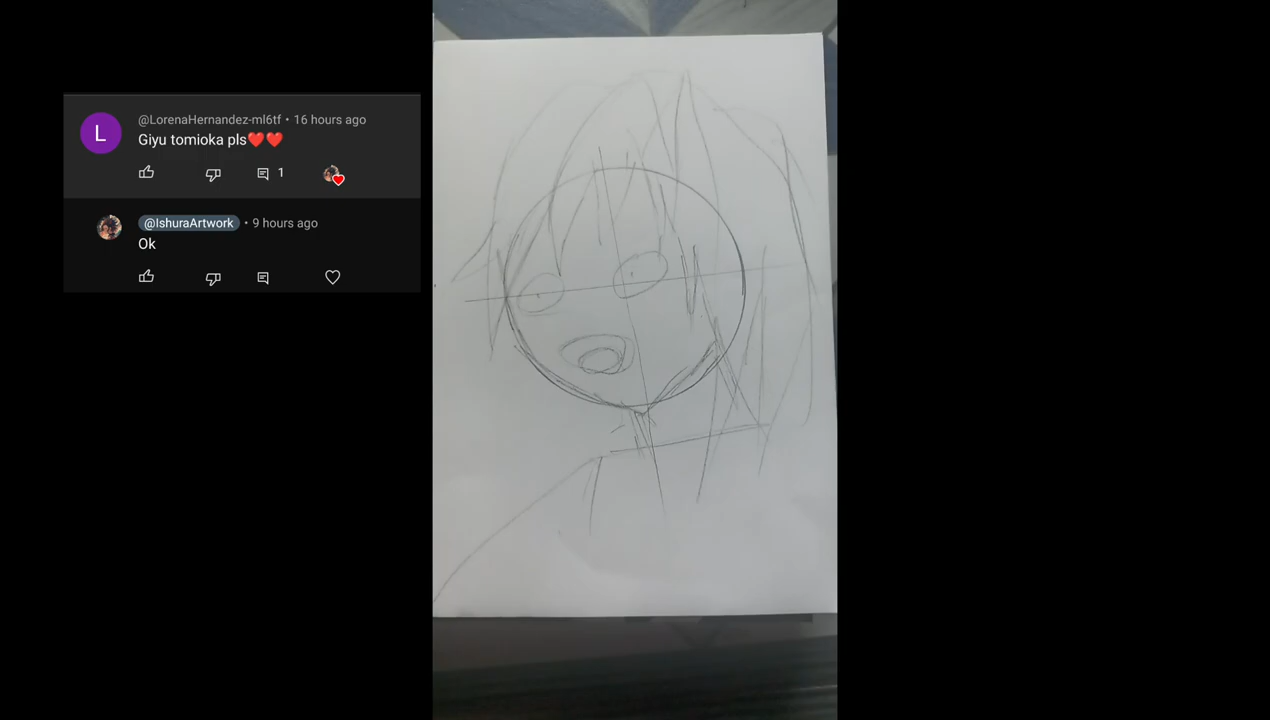 @LorenaHernandez-ml6tf • 16 hours ago
Giyu tomioka pls❤️❤️
1
@IshuraArtwork • 9 hours ago
Ok
L